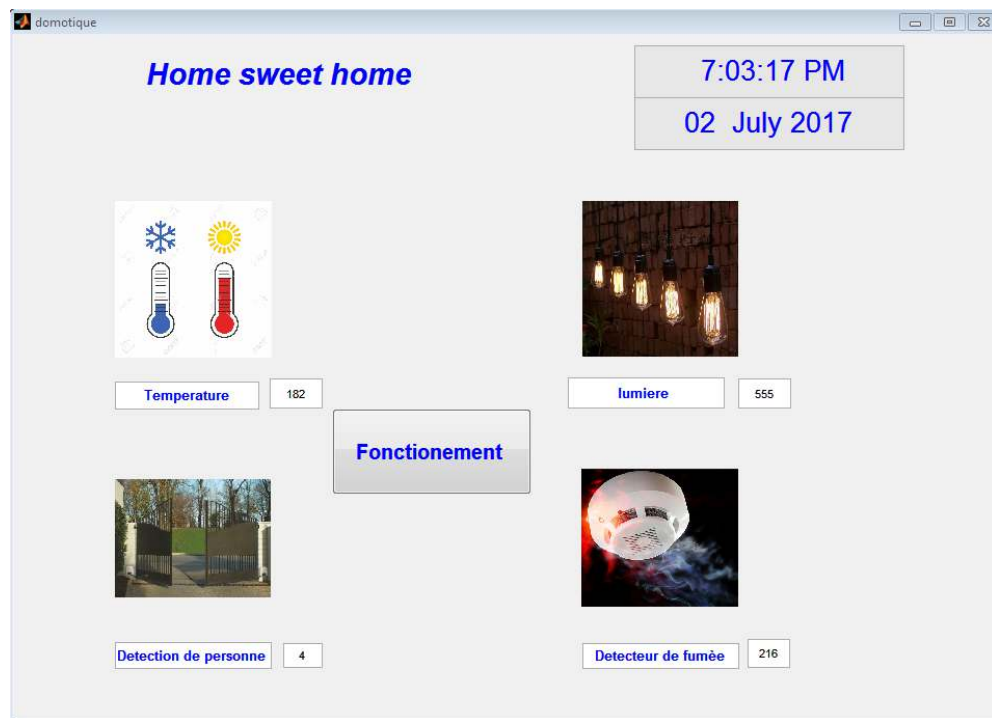 domotique
Home sweet home
7:03:17 PM
02 July 2017
Temperature
182
lumiere
555
Fonctionement
Detection de personne
4
Detecteur de fumèe
216